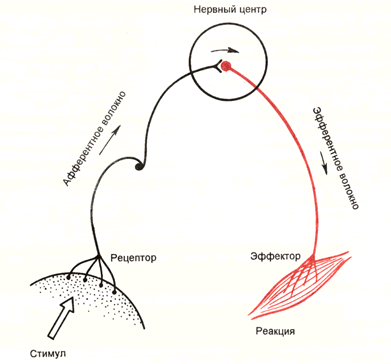 Нервный центр
Афферентное волокно
Эфферентное волокно
Рецептор
Эффектор
Реакция
Стимул